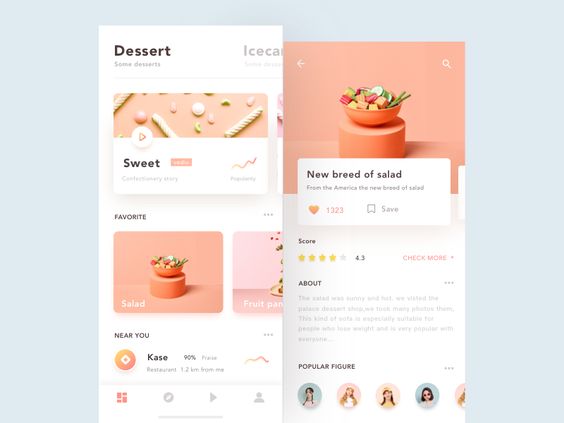 Dessert
Some desserts
Icecar
Some desse
Sweet
Confectionery story
Popularity
FAVORITE
Salad
Fruit pan
NEAR YOU
Kase
90% Praise
Restaurant 1.2 km from me
New breed of salad
From the America the new breed of salad
1323
Save
Score
4.3
CHECK MORE
ABOUT
The salad was sunny and hot, we visited the
palace dessert shop,we took many photos them,
This kind of sofa is especially suitable for
people who lose weight and is very popular with
everyone...
POPULAR FIGURE